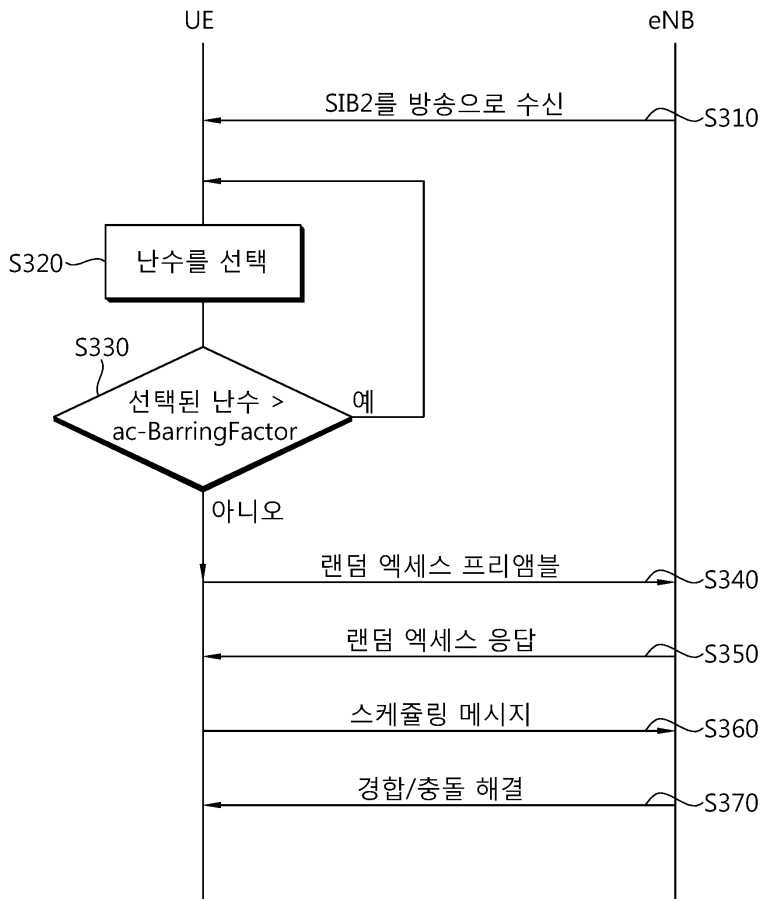 UE
eNB
SIB2를 방송으로 수신
S310
난수를 선택
S320
S330
선택된 난수 >
ac-BarringFactor
예
아니오
랜덤 엑세스 프리앰블
S340
랜덤 엑세스 응답
S350
스케쥴링 메시지
S360
경합/충돌 해결
S370